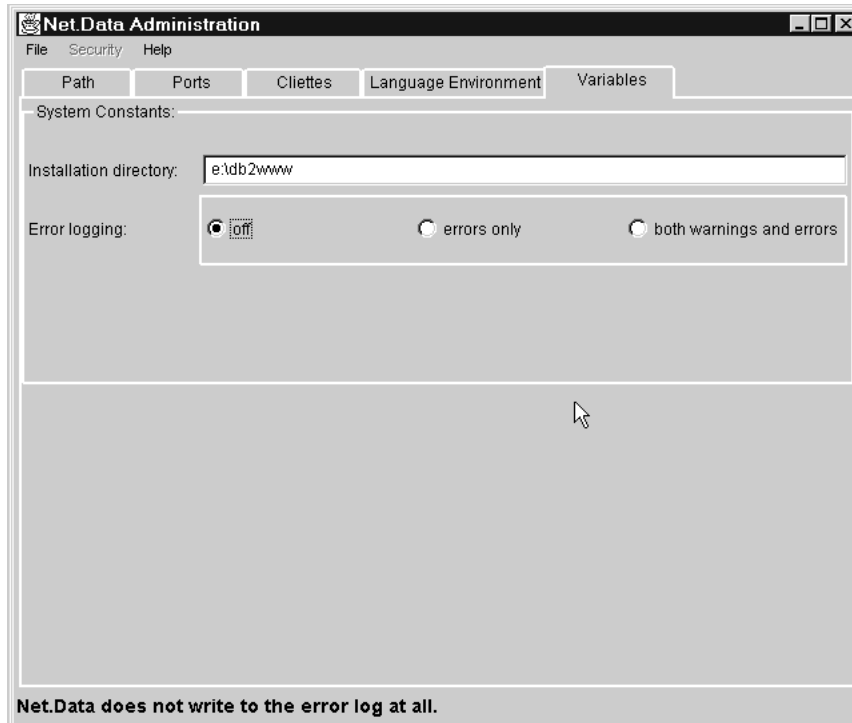 Net.Data Administration
File Security Help
Path Ports Cliettes Language Environment Variables
System Constants:
Installation directory: e:\db2www
Error logging: off errors only both warnings and errors
Net.Data does not write to the error log at all.